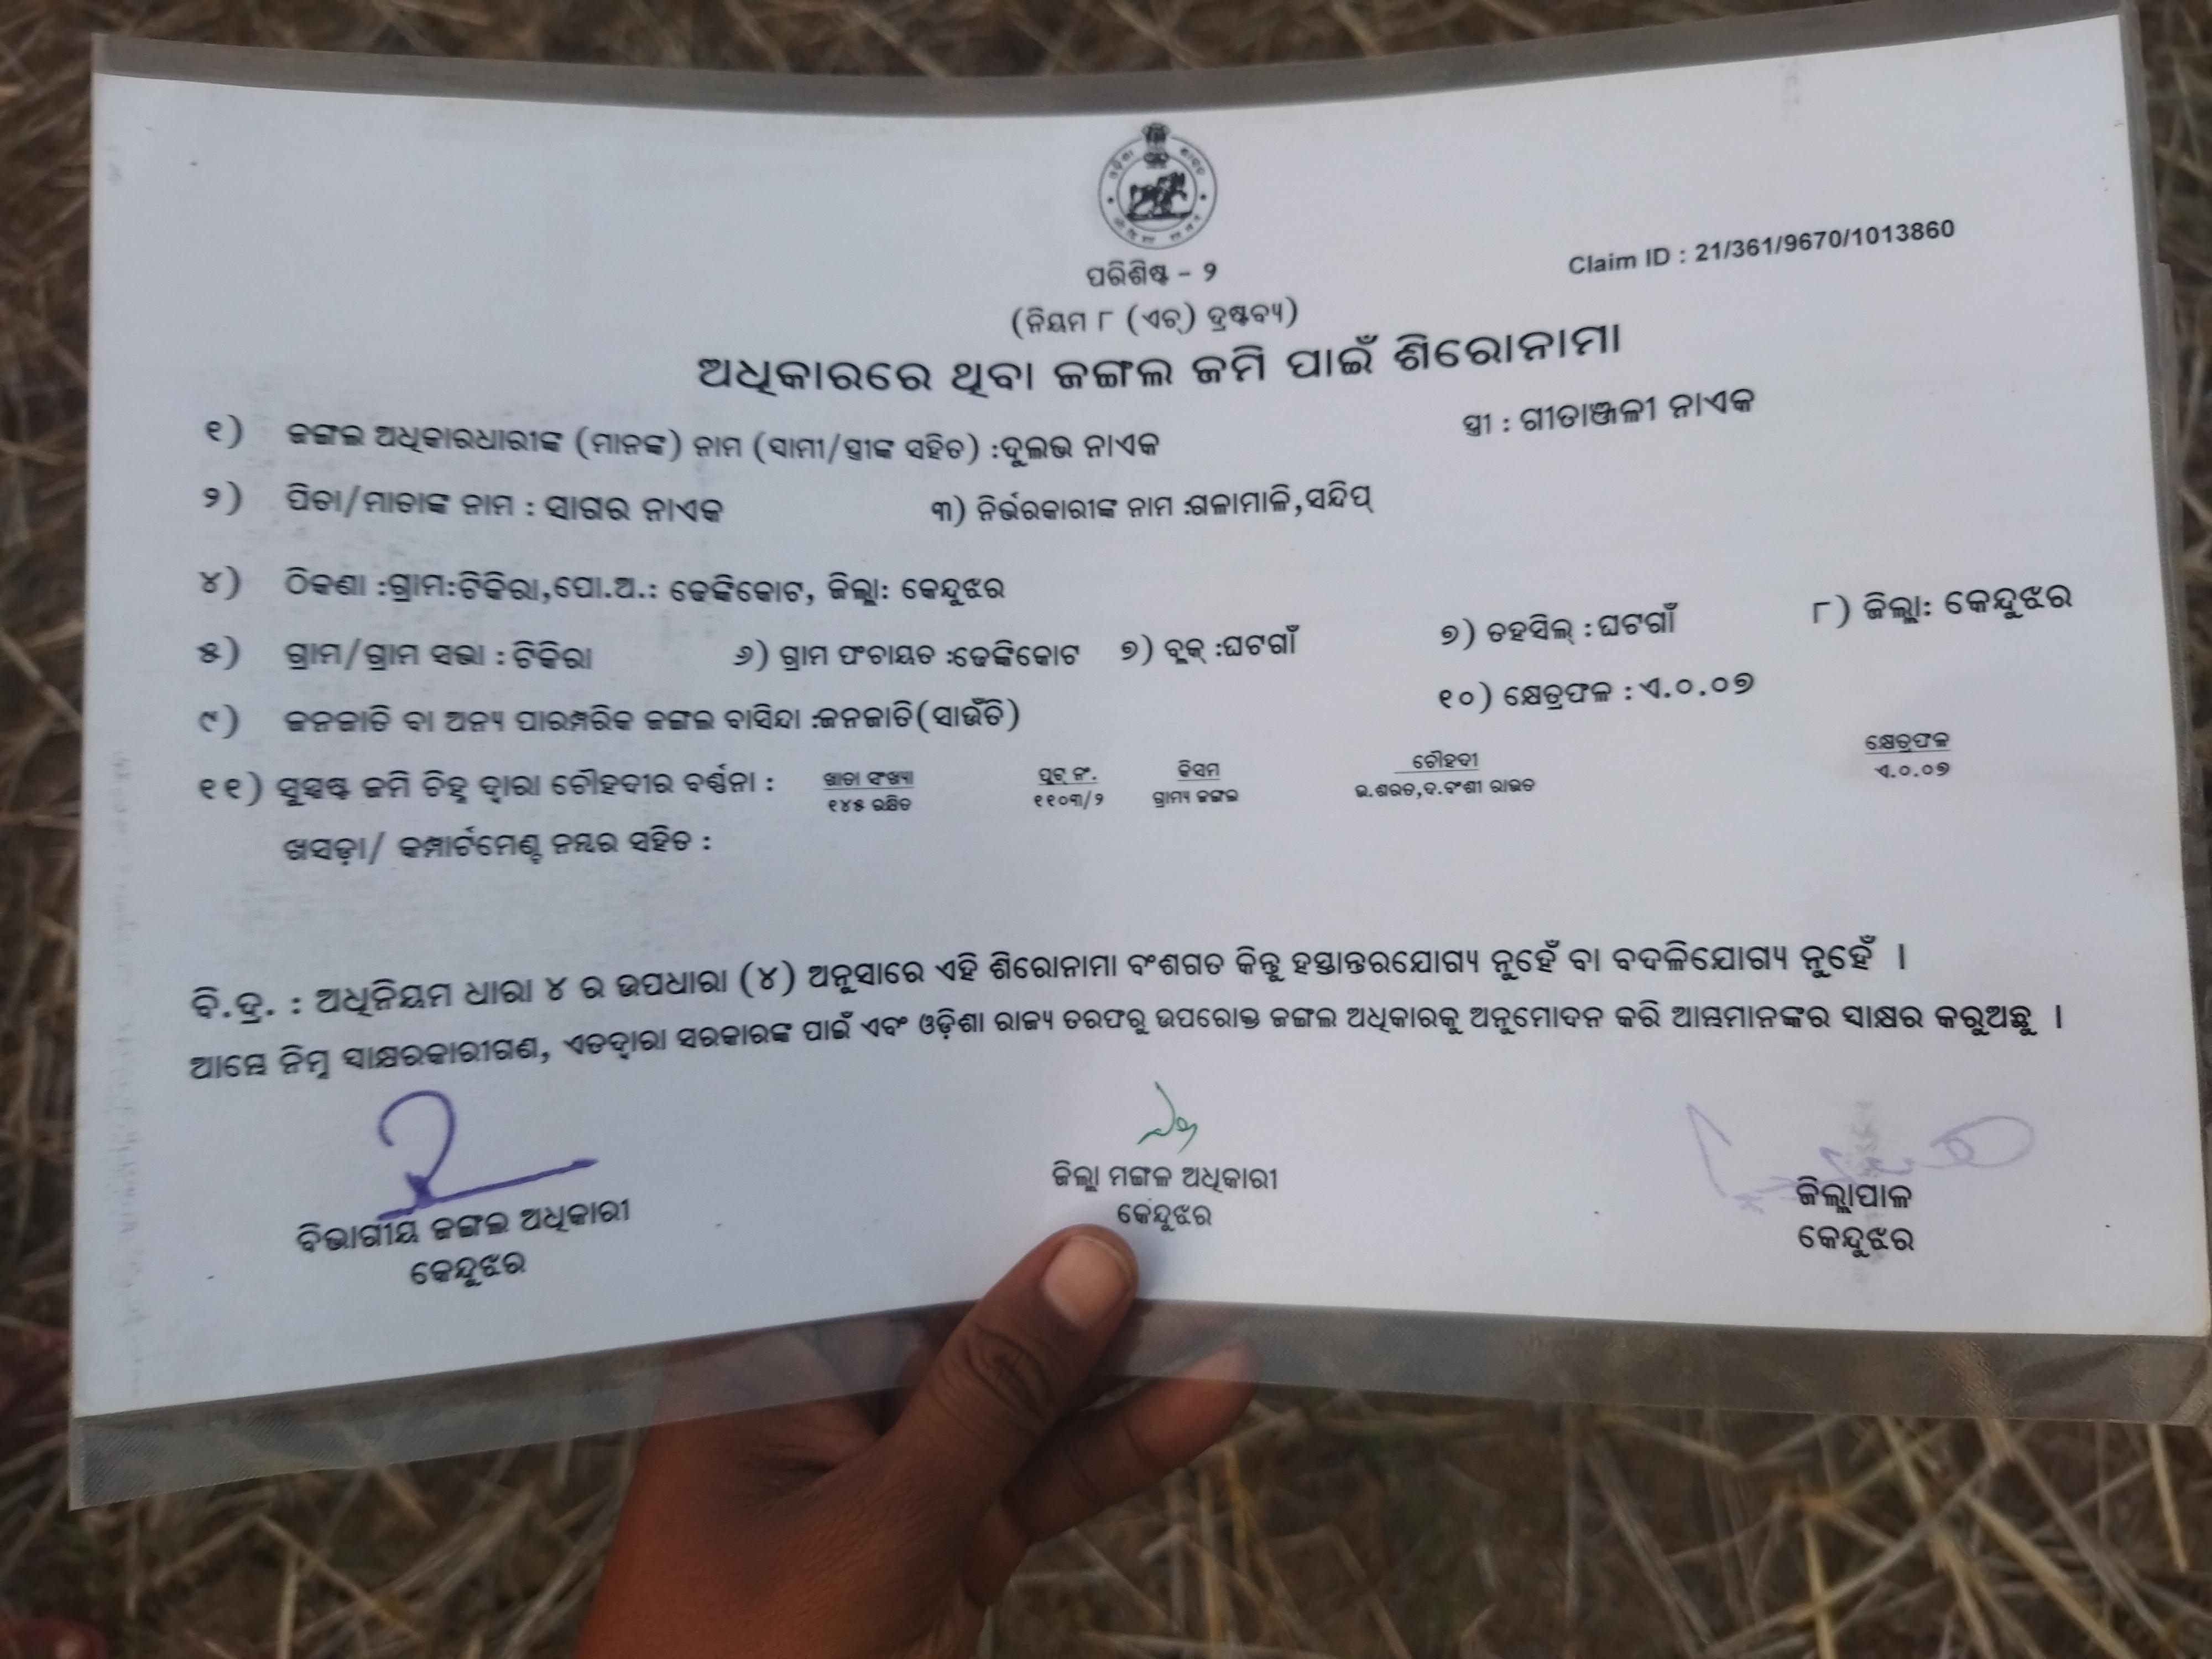 ପରିଶିଷ୍ଟ - ୨
Claim ID : 21/361/9670/1013860
(ନିୟମ ୮ (ଏଚ୍) ଦ୍ରଷ୍ଟବ୍ୟ)
ଅଧିକାରରେ ଥିବା ଜଙ୍ଗଲ ଜମି ପାଇଁ ଶିରୋନାମା
୧) ଜଙ୍ଗଲ ଅଧିକାରଧାରୀଙ୍କ (ମାନଙ୍କ) ନାମ (ସାମୀ/ସ୍ତ୍ରୀଙ୍କ ସହିତ) :ଦୁଲଭ ନାଏକ ସ୍ତ୍ରୀ : ଗୀତାଞ୍ଜଳୀ ନାଏକ
୨) ପିତା/ମାତାଙ୍କ ନାମ : ସାଗର ନାଏକ ୩) ନିର୍ଭରକାରୀଙ୍କ ନାମ :ଗଳାମାଳି,ସନ୍ଦିପ୍
୪) ଠିକଣା :ଗ୍ରାମ:ଟିକିରା,ପୋ.ଅ.: ଢେଙ୍କିକୋଟ, ଜିଲ୍ଲା: କେନ୍ଦୁଝର
୫) ଗ୍ରାମ/ଗ୍ରାମ ସଭା : ଟିକିରା ୬) ଗ୍ରାମ ପଂଚାୟତ :ଢେଙ୍କିକୋଟ ୭) ବ୍ଲକ୍ :ଘଟଗାଁ ୭) ତହସିଲ୍ : ଘଟଗାଁ ୮) ଜିଲ୍ଲା: କେନ୍ଦୁଝର
୯) ଜନଜାତି ବା ଅନ୍ୟ ପାରମ୍ପରିକ ଜଙ୍ଗଲ ବାସିନ୍ଦା :ଜନଜାତି(ସାଉଁତି) ୧୦) କ୍ଷେତ୍ରଫଳ : ଏ.୦.୦୭
୧୧) ସୁସ୍ପଷ୍ଟ ଜମି ଚିହ୍ନ ଦ୍ୱାରା ଚୌହଦୀର ବର୍ଣ୍ଣନା : ଖାତା ସଂଖ୍ୟା ପ୍ଲଟ୍ ନଂ. କିସମ ଚୌହଦୀ କ୍ଷେତ୍ରଫଳ
୧୪୫ ରକ୍ଷିତ ୧୧୦୩/୨ ଗ୍ରାମ୍ୟ ଜଙ୍ଗଲ ଉ.ଶରତ,ଦ.ବଂଶୀ ରାଉତ ଏ.୦.୦୭
ଖସଡ଼ା/ କମ୍ପାର୍ଟମେଣ୍ଟ ନମ୍ବର ସହିତ :
ବି.ଦ୍ର. : ଅଧିନିୟମ ଧାରା ୪ ର ଉପଧାରା (୪) ଅନୁସାରେ ଏହି ଶିରୋନାମା ବଂଶଗତ କିନ୍ତୁ ହସ୍ତାନ୍ତରଯୋଗ୍ୟ ନୁହେଁ ବା ବଦଳିଯୋଗ୍ୟ ନୁହେଁ ।
ଆମ୍ଭେ ନିମ୍ନ ସାକ୍ଷରକାରୀଗଣ, ଏତଦ୍ୱାରା ସରକାରଙ୍କ ପାଇଁ ଏବଂ ଓଡ଼ିଶା ରାଜ୍ୟ ତରଫରୁ ଉପରୋକ୍ତ ଜଙ୍ଗଲ ଅଧିକାରକୁ ଅନୁମୋଦନ କରି ଆମ୍ଭମାନଙ୍କର ସାକ୍ଷର କରୁଅଛୁ ।
ବିଭାଗୀୟ ଜଙ୍ଗଲ ଅଧିକାରୀ
କେନ୍ଦୁଝର
ଜିଲ୍ଲା ମଙ୍ଗଳ ଅଧିକାରୀ
କେନ୍ଦୁଝର
ଜିଲ୍ଲାପାଳ
କେନ୍ଦୁଝର